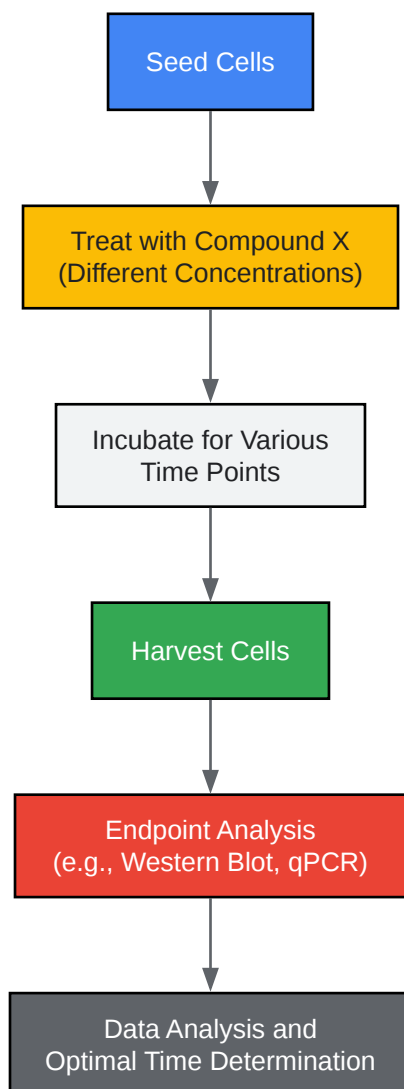 Seed Cells
Treat with Compound X
(Different Concentrations)
Incubate for Various
Time Points
Harvest Cells
Endpoint Analysis
(e.g., Western Blot, qPCR)
Data Analysis and
Optimal Time Determination